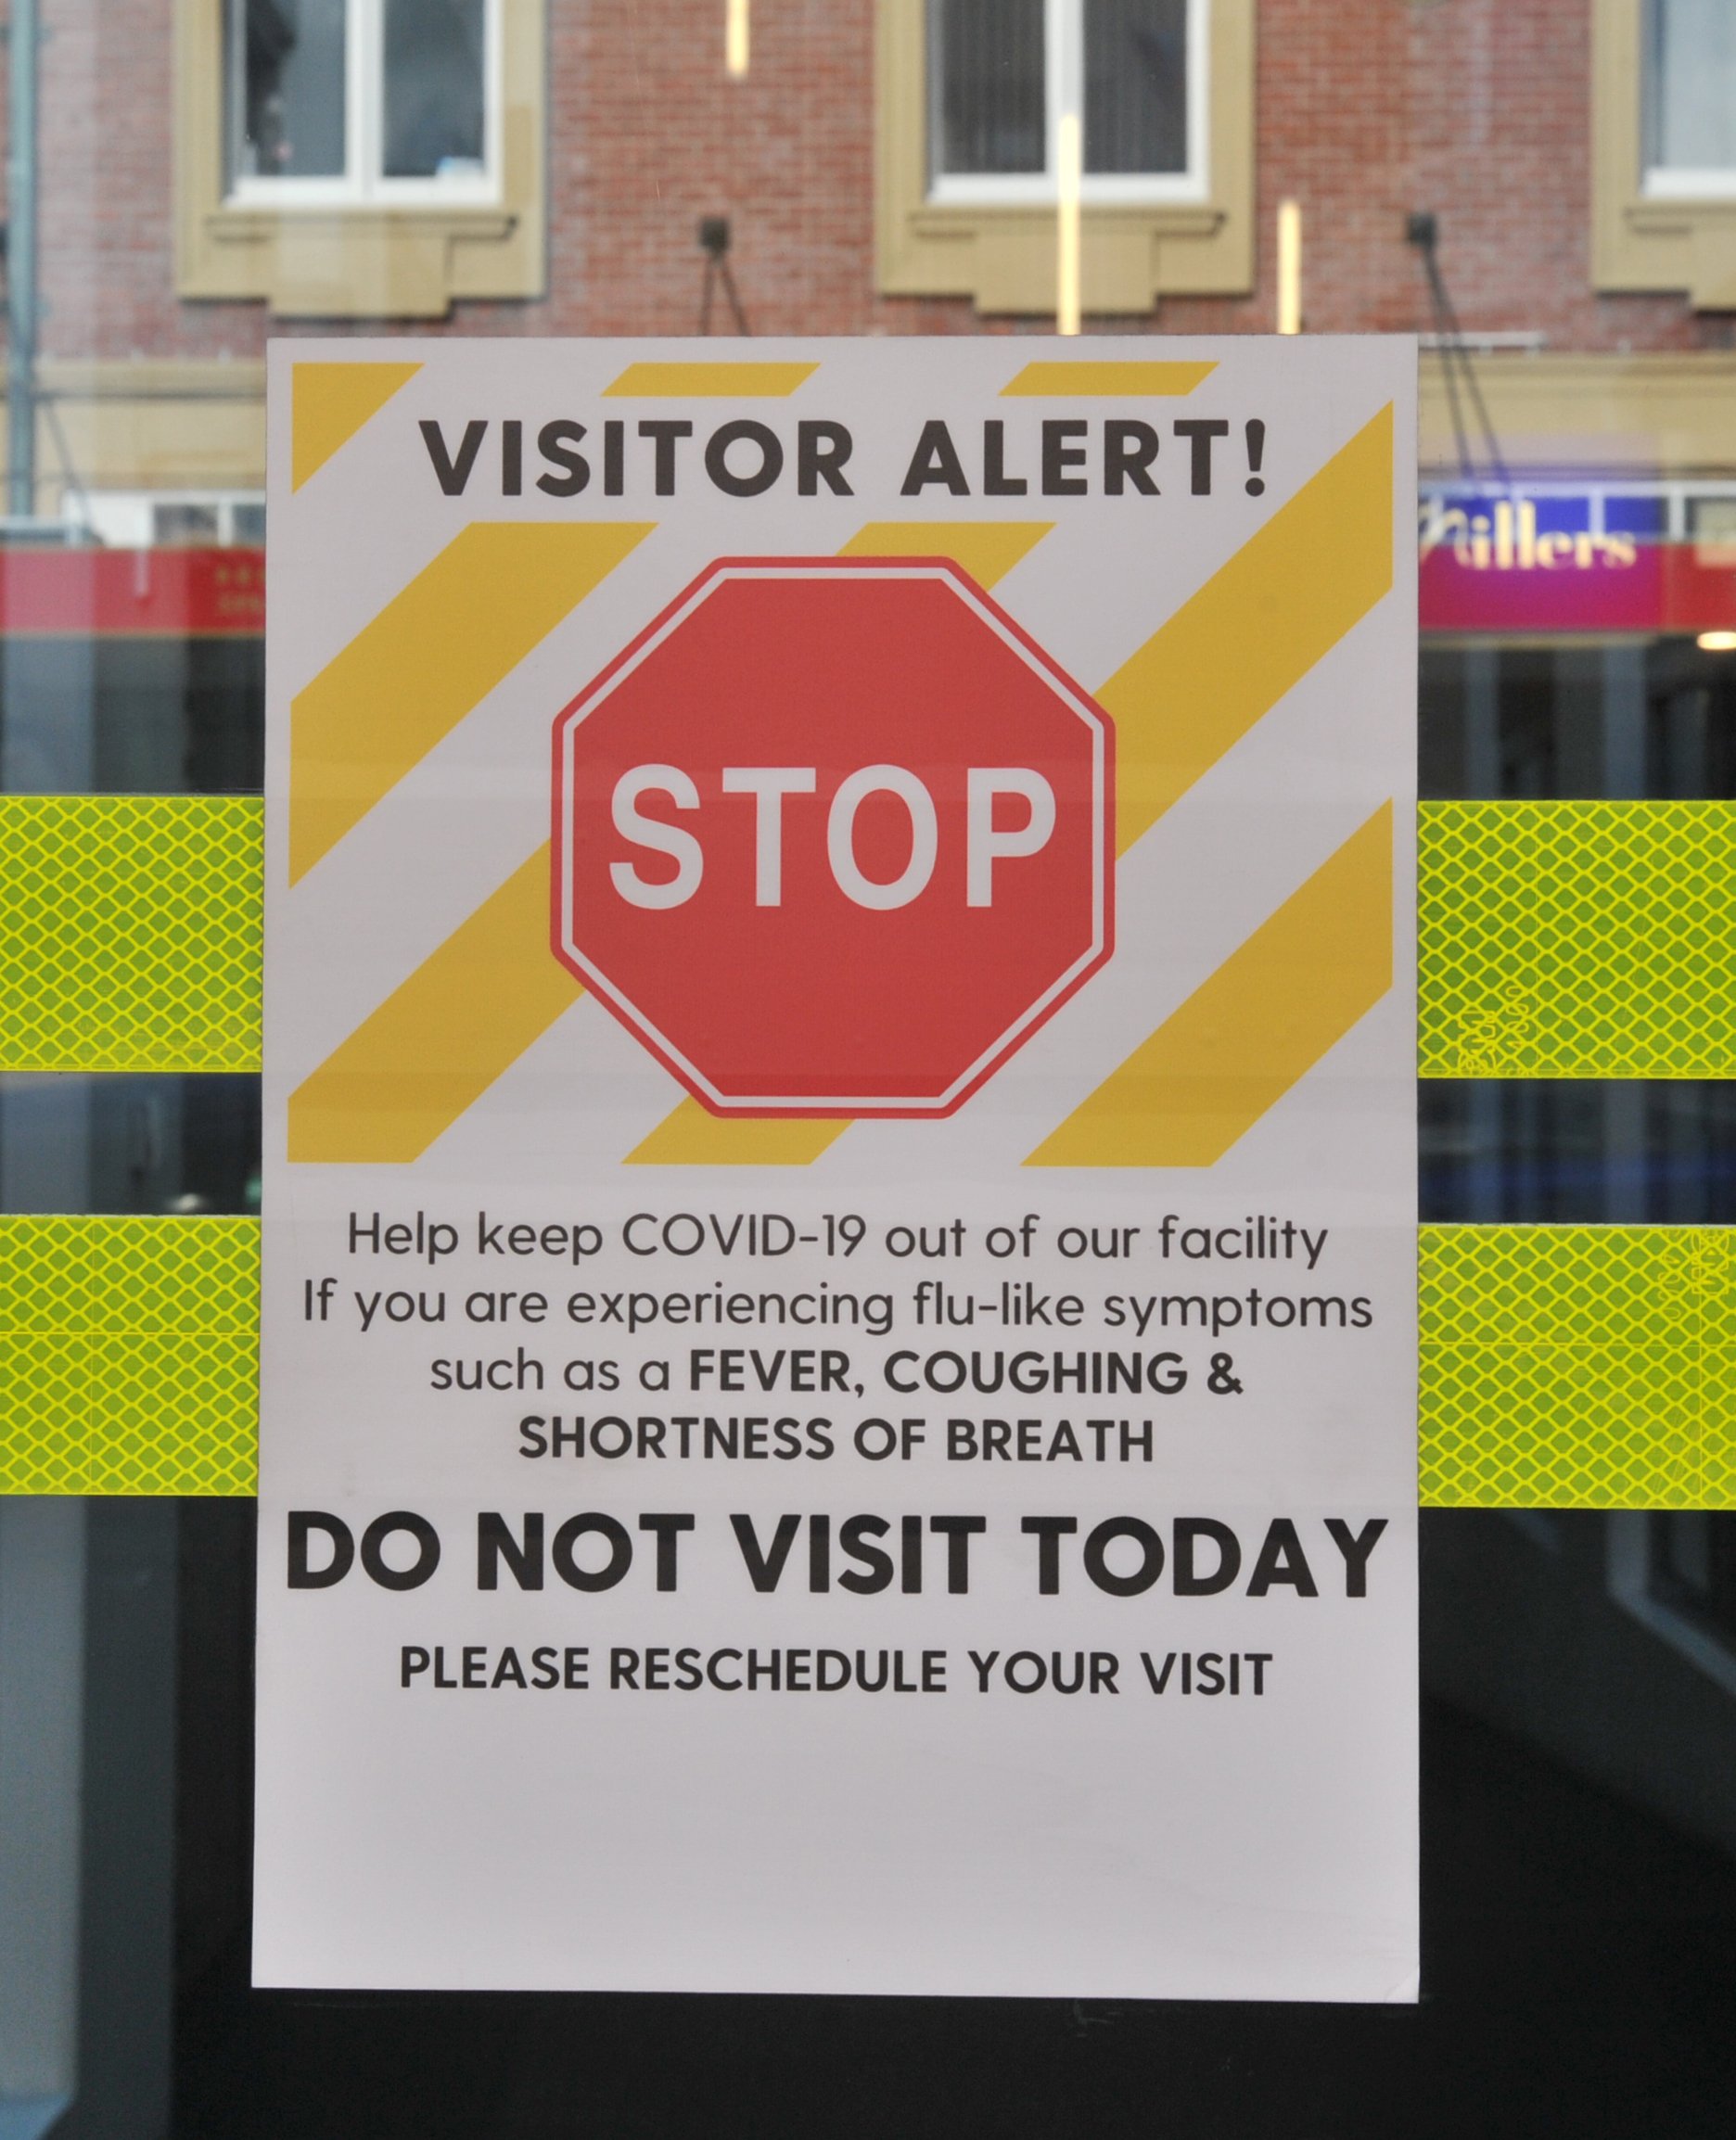 VISITOR ALERT!
Millers
STOP
Help keep COVID-19 out of our facility
If you are experiencing flu-like symptoms
such as a FEVER, COUGHING &
SHORTNESS OF BREATH
DO NOT VISIT TODAY
PLEASE RESCHEDULE YOUR VISIT